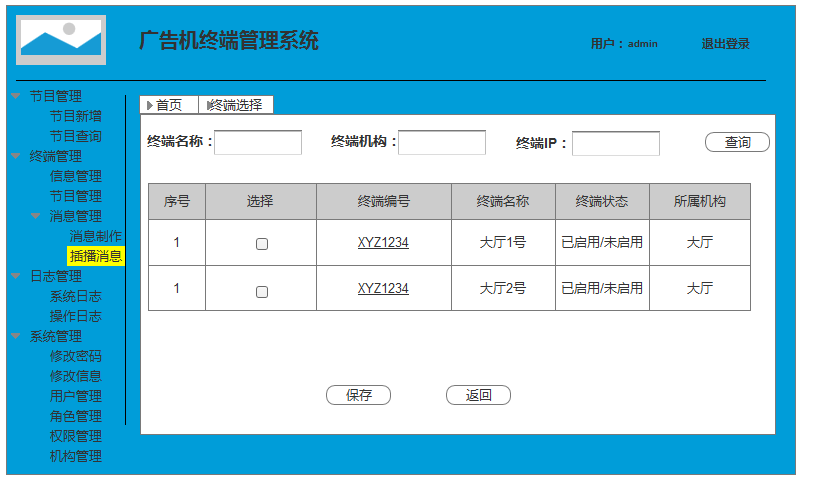 广告机终端管理系统
用户：admin 退出登录
节目管理
节目新增
节目查询
终端管理
信息管理
节目管理
消息管理
消息制作
插播消息
日志管理
系统日志
操作日志
系统管理
修改密码
修改信息
用户管理
角色管理
权限管理
机构管理
首页 终端选择
终端名称： 终端机构： 终端IP： 查询
序号 选择 终端编号 终端名称 终端状态 所属机构
1 XYZ1234 大厅1号 已启用/未启用 大厅
1 XYZ1234 大厅2号 已启用/未启用 大厅
保存 返回